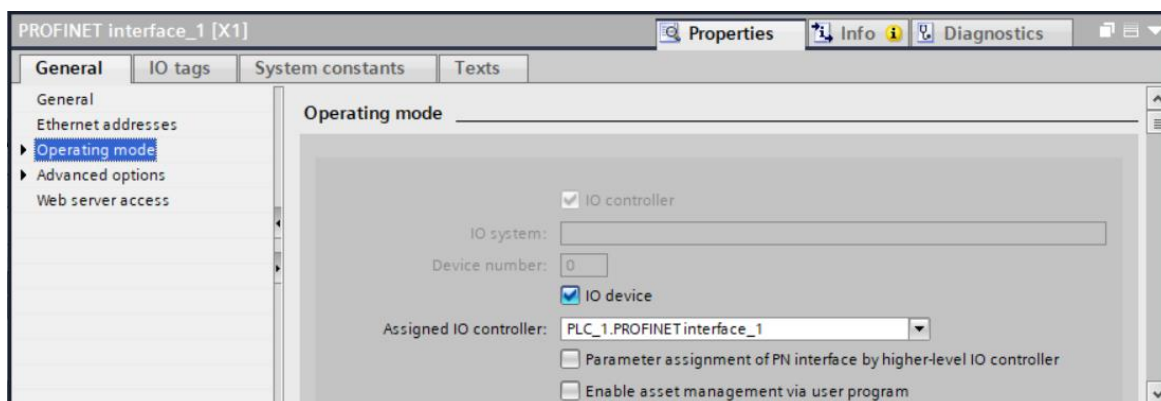 PROFINET interface_1 [X1]
Properties
Info
Diagnostics
General
IO tags
System constants
Texts
General
Ethernet addresses
Operating mode
Advanced options
Web server access
Operating mode
IO controller
IO system:
Device number: 0
IO device
Assigned IO controller: PLC_1.PROFINET interface_1
Parameter assignment of PN interface by higher-level IO controller
Enable asset management via user program